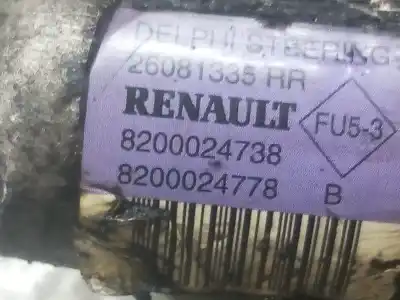 DELPHI STEERING
26081335 RR
RENAULT
FU5-3
8200024738
8200024778 B